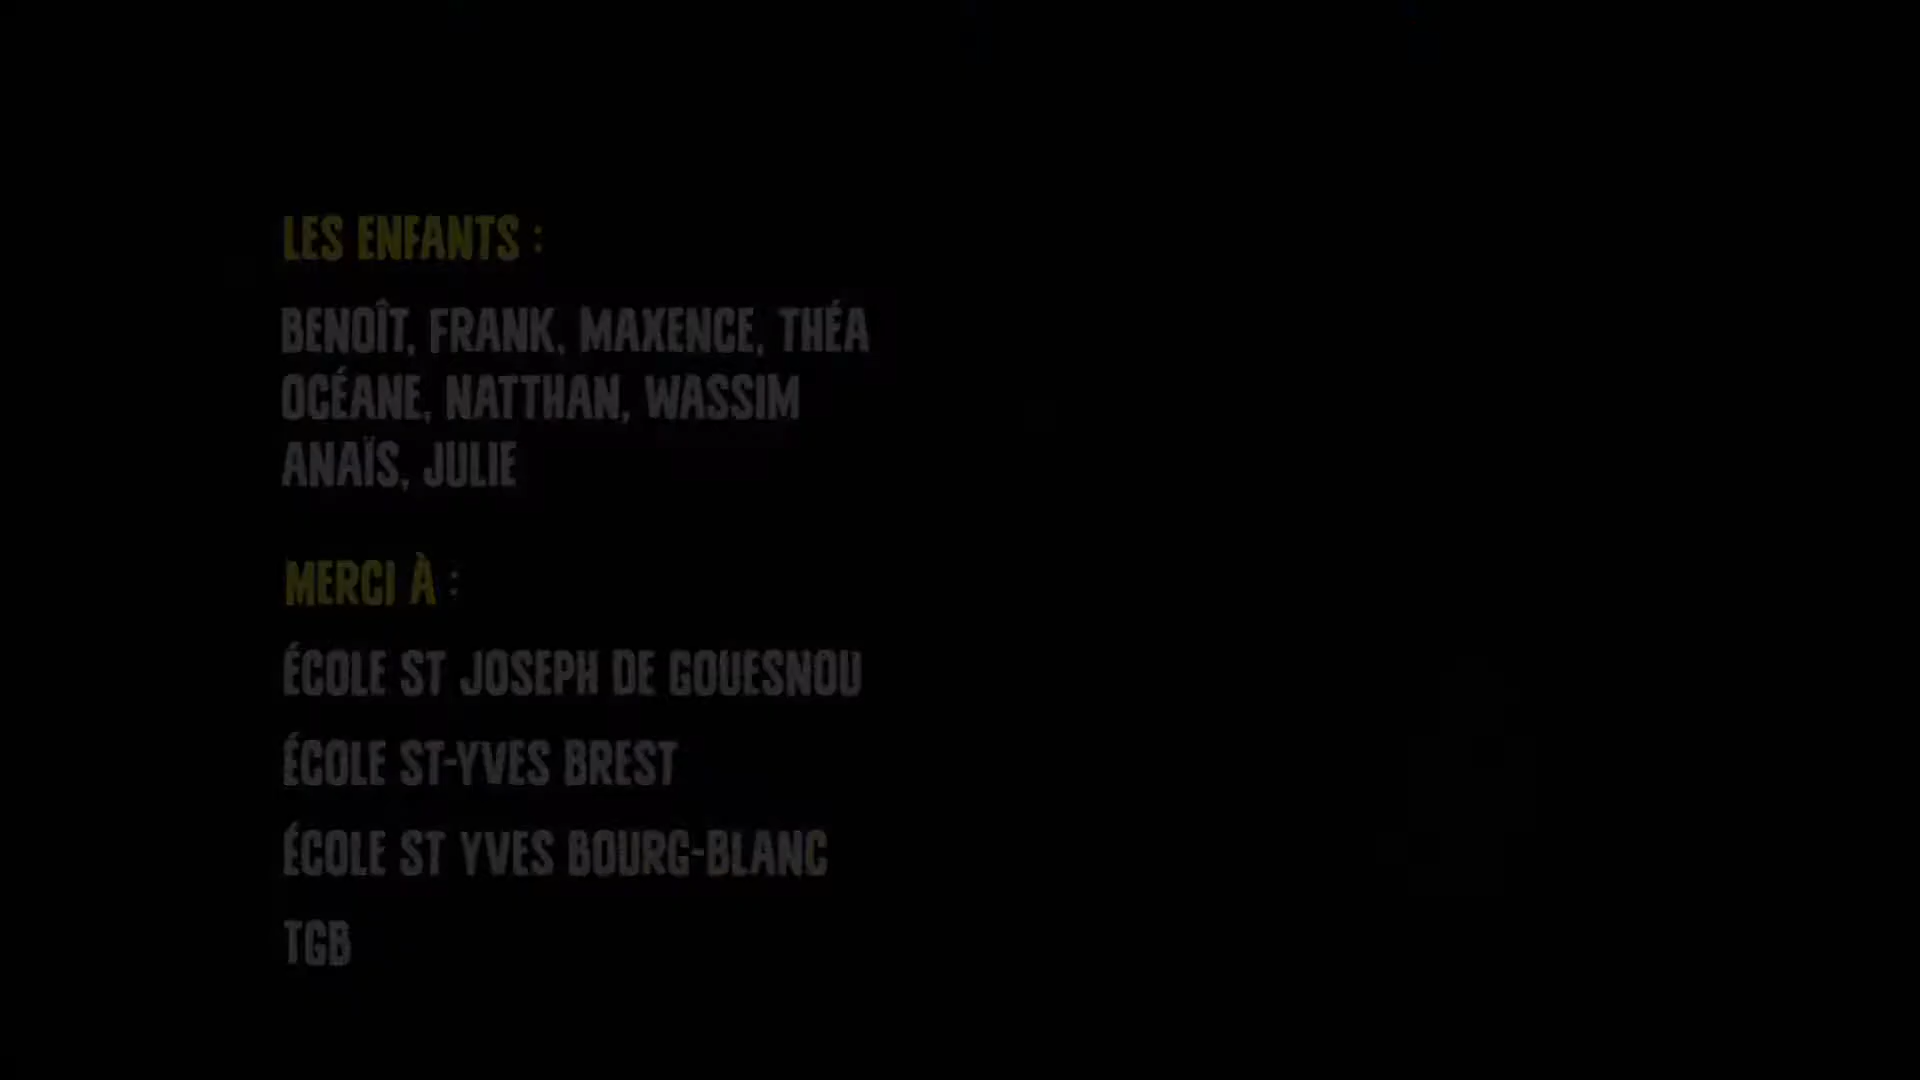 LES ENFANTS :
BENOÎT, FRANK, MAXENCE, THÉA
OCÉANE, NATTHAN, WASSIM
ANAÏS, JULIE
MERCI À :
ÉCOLE ST JOSEPH DE GOUESNOU
ÉCOLE ST-YVES BREST
ÉCOLE ST YVES BOURG-BLANC
TGB